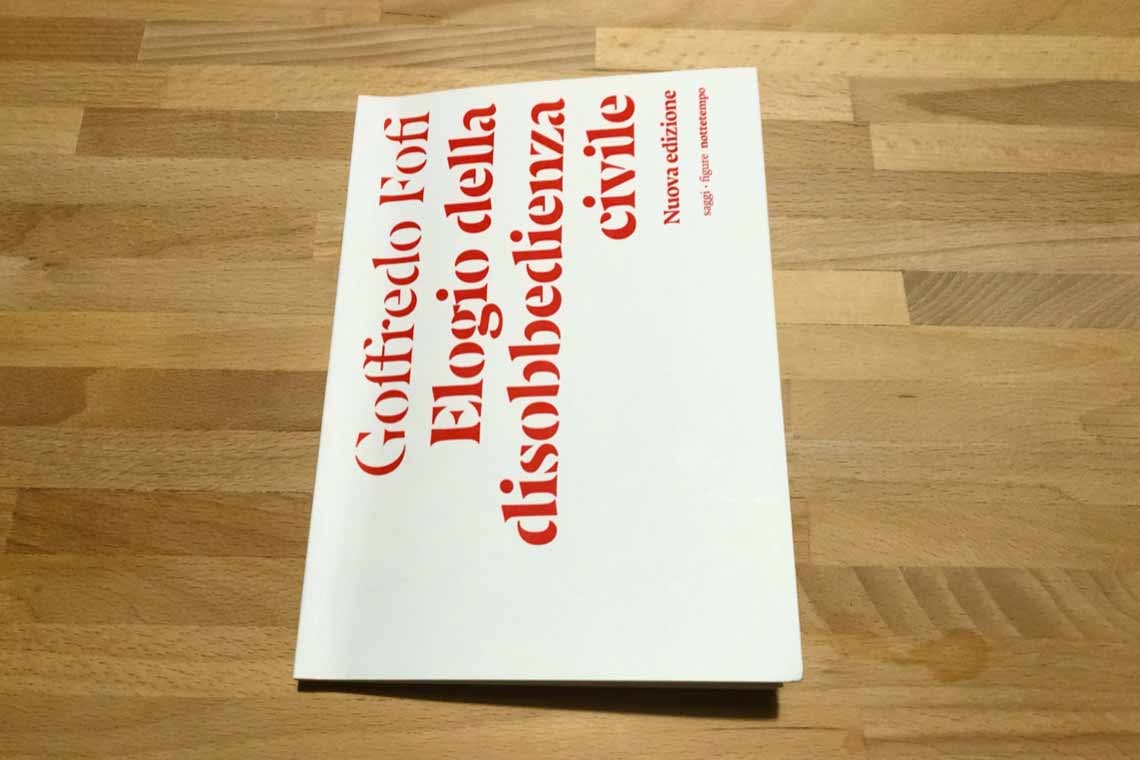 Goffredo Fofi
Elogio della
disobbedienza
civile
Nuova edizione
saggi · figure nottetempo